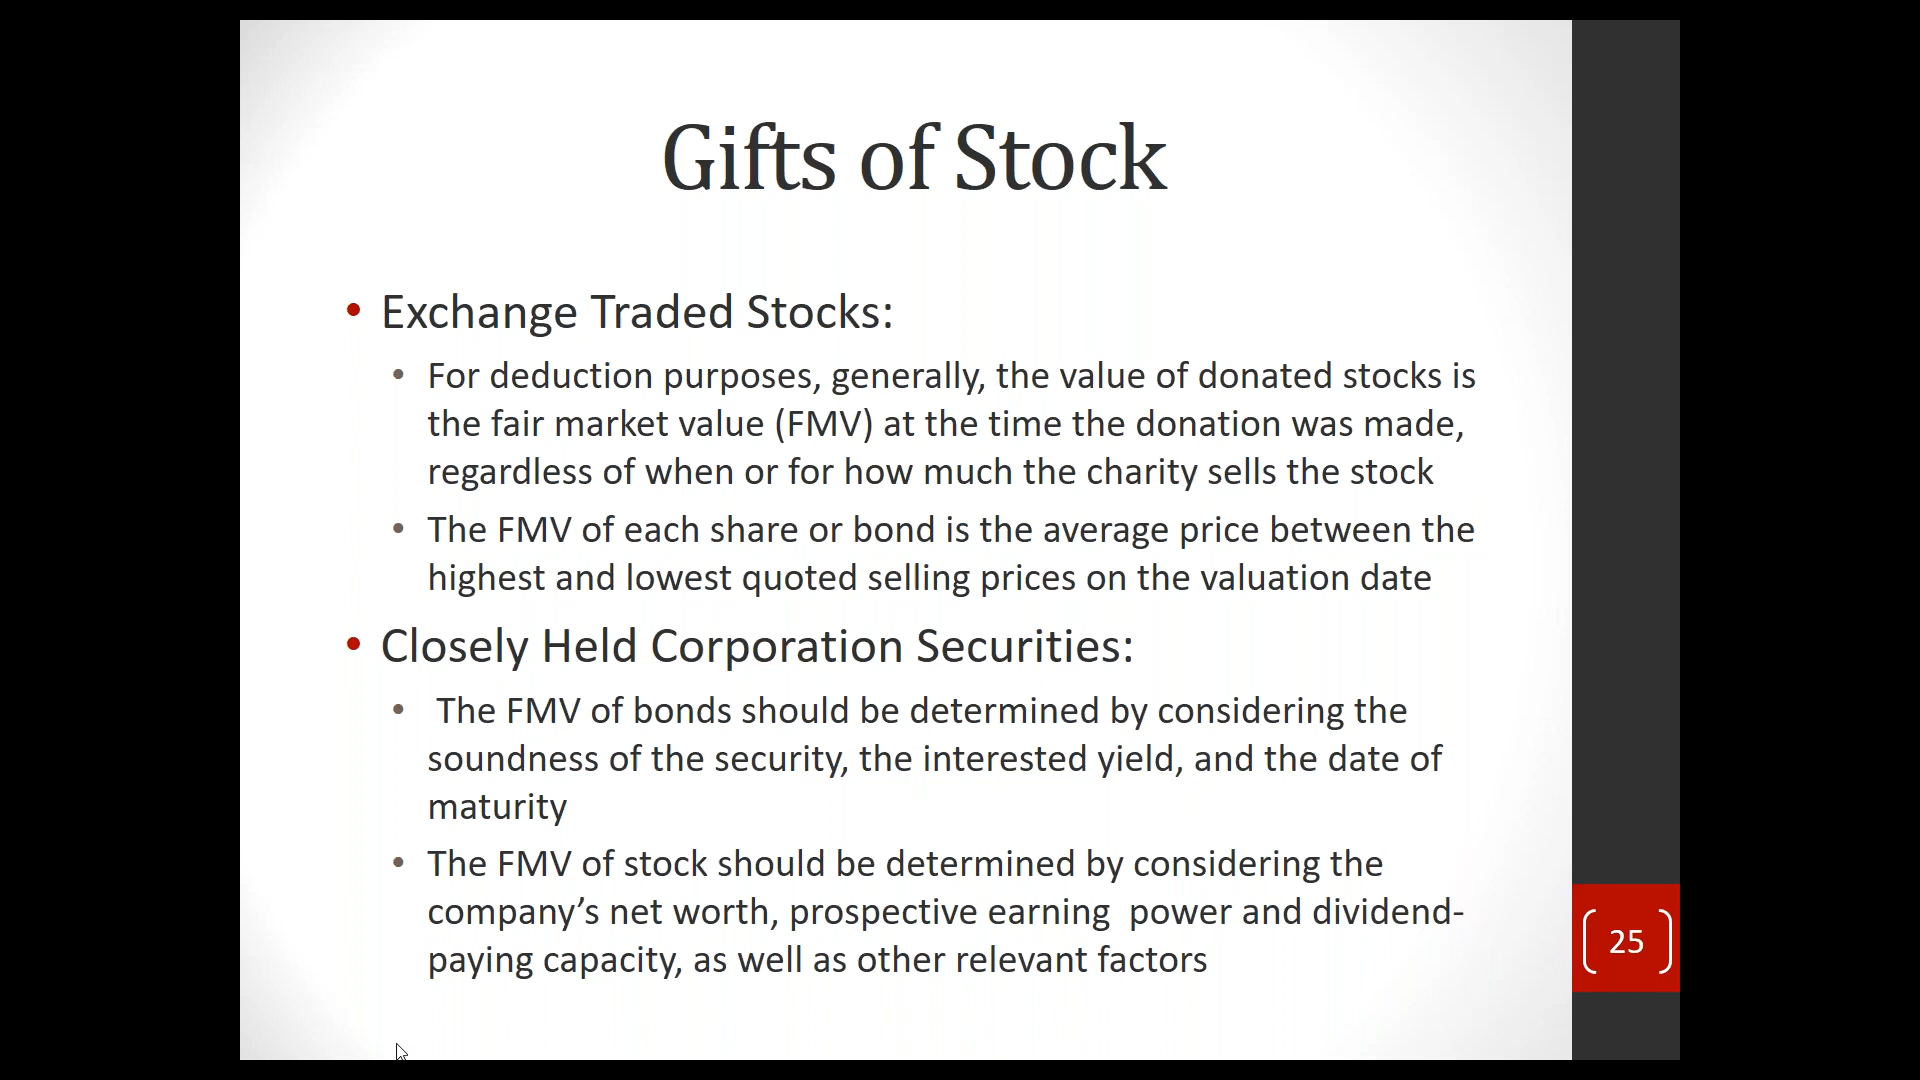 Gifts of Stock
• Exchange Traded Stocks:
• For deduction purposes, generally, the value of donated stocks is
the fair market value (FMV) at the time the donation was made,
regardless of when or for how much the charity sells the stock
• The FMV of each share or bond is the average price between the
highest and lowest quoted selling prices on the valuation date
• Closely Held Corporation Securities:
• The FMV of bonds should be determined by considering the
soundness of the security, the interested yield, and the date of
maturity
• The FMV of stock should be determined by considering the
company’s net worth, prospective earning  power and dividend-
paying capacity, as well as other relevant factors
25